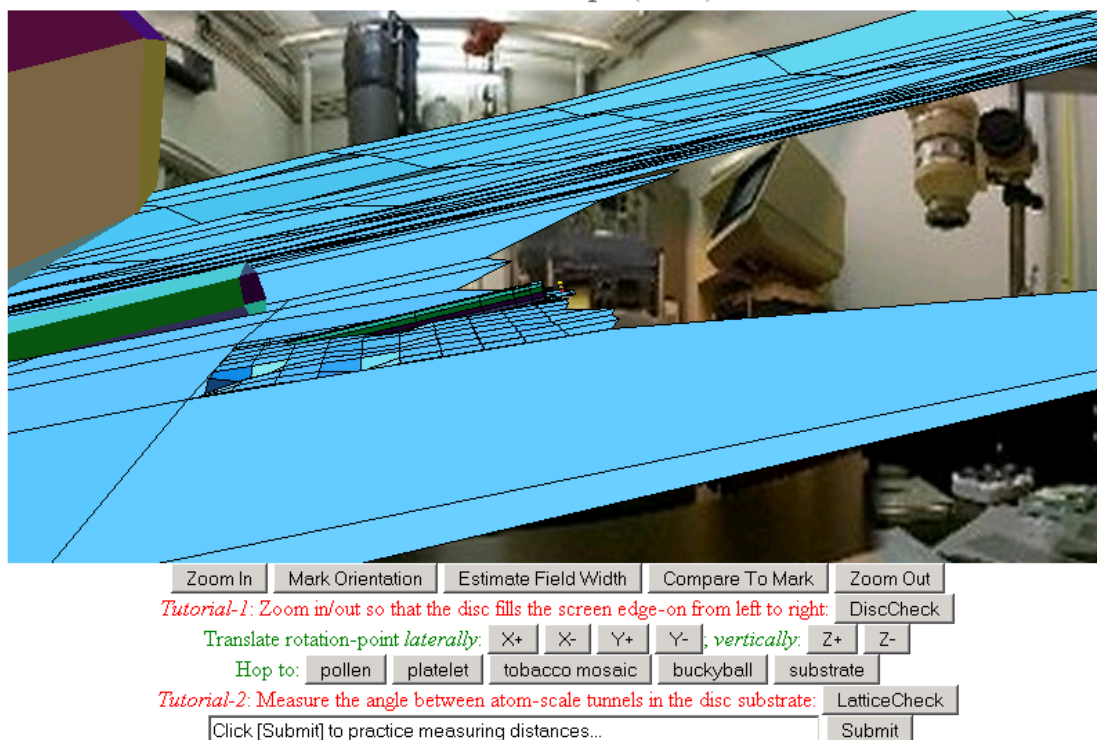 Zoom In Mark Orientation Estimate Field Width Compare To Mark Zoom Out
Tutorial-1: Zoom in/out so that the disc fills the screen edge-on from left to right: DiscCheck
Translate rotation-point laterally: X+ X- Y+ Y- , vertically: Z+ Z-
Hop to: pollen platelet tobacco mosaic buckyball substrate
Tutorial-2: Measure the angle between atom-scale tunnels in the disc substrate: LatticeCheck
Click [Submit] to practice measuring distances... Submit